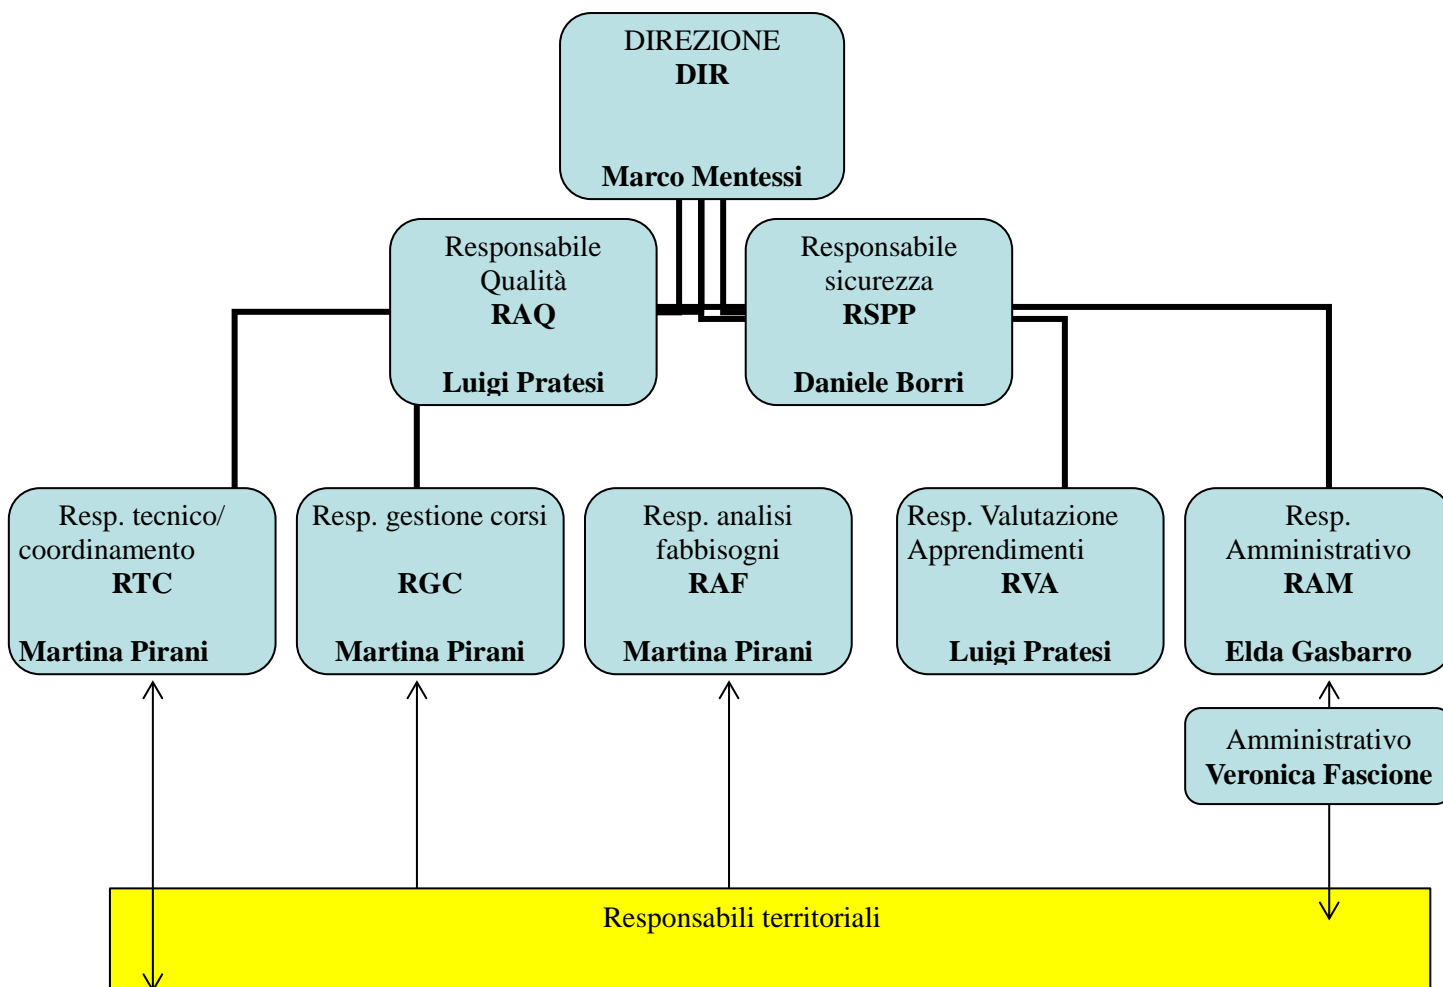 DIREZIONE
DIR
Marco Mentessi
Responsabile
Qualità
RAQ
Luigi Pratesi
Responsabile
sicurezza
RSPP
Daniele Borri
Resp. tecnico/
coordinamento
RTC
Martina Pirani
Resp. gestione corsi
RGC
Martina Pirani
Resp. analisi
fabbisogni
RAF
Martina Pirani
Resp. Valutazione
Apprendimenti
RVA
Luigi Pratesi
Resp.
Amministrativo
RAM
Elda Gasbarro
Amministrativo
Veronica Fascione
Responsabili territoriali